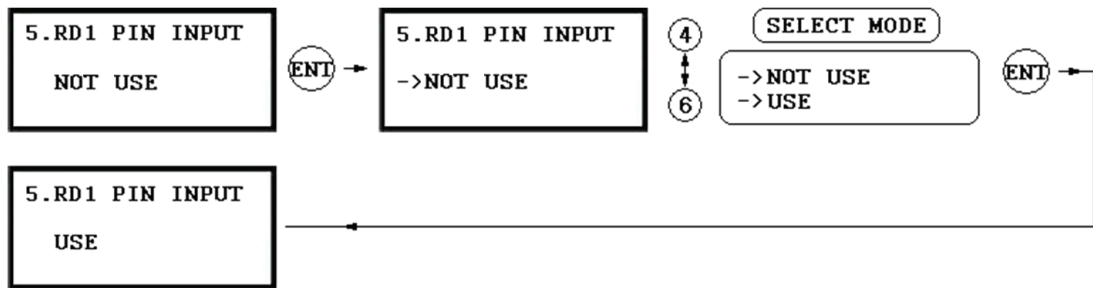 5.RD1 PIN INPUT
NOT USE
ENT
5.RD1 PIN INPUT
->NOT USE
4
6
SELECT MODE
->NOT USE
->USE
ENT
5.RD1 PIN INPUT
USE